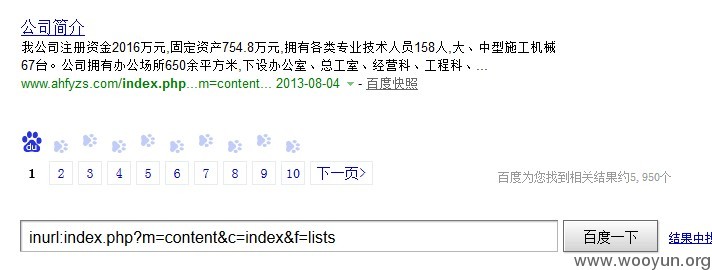 公司简介
我公司注册资金2016万元,固定资产754.8万元,拥有各类专业技术人员158人,大、中型施工机械
67台。公司拥有办公场所650余平方米,下设办公室、总工室、经营科、工程科、...
www.ahfyzs.com/index.php...m=content... 2013-08-04 - 百度快照
du
1 2 3 4 5 6 7 8 9 10 下一页>
百度为您找到相关结果约5,950个
inurl:index.php?m=content&c=index&f=lists 百度一下 结果中找
www.wooyun.org